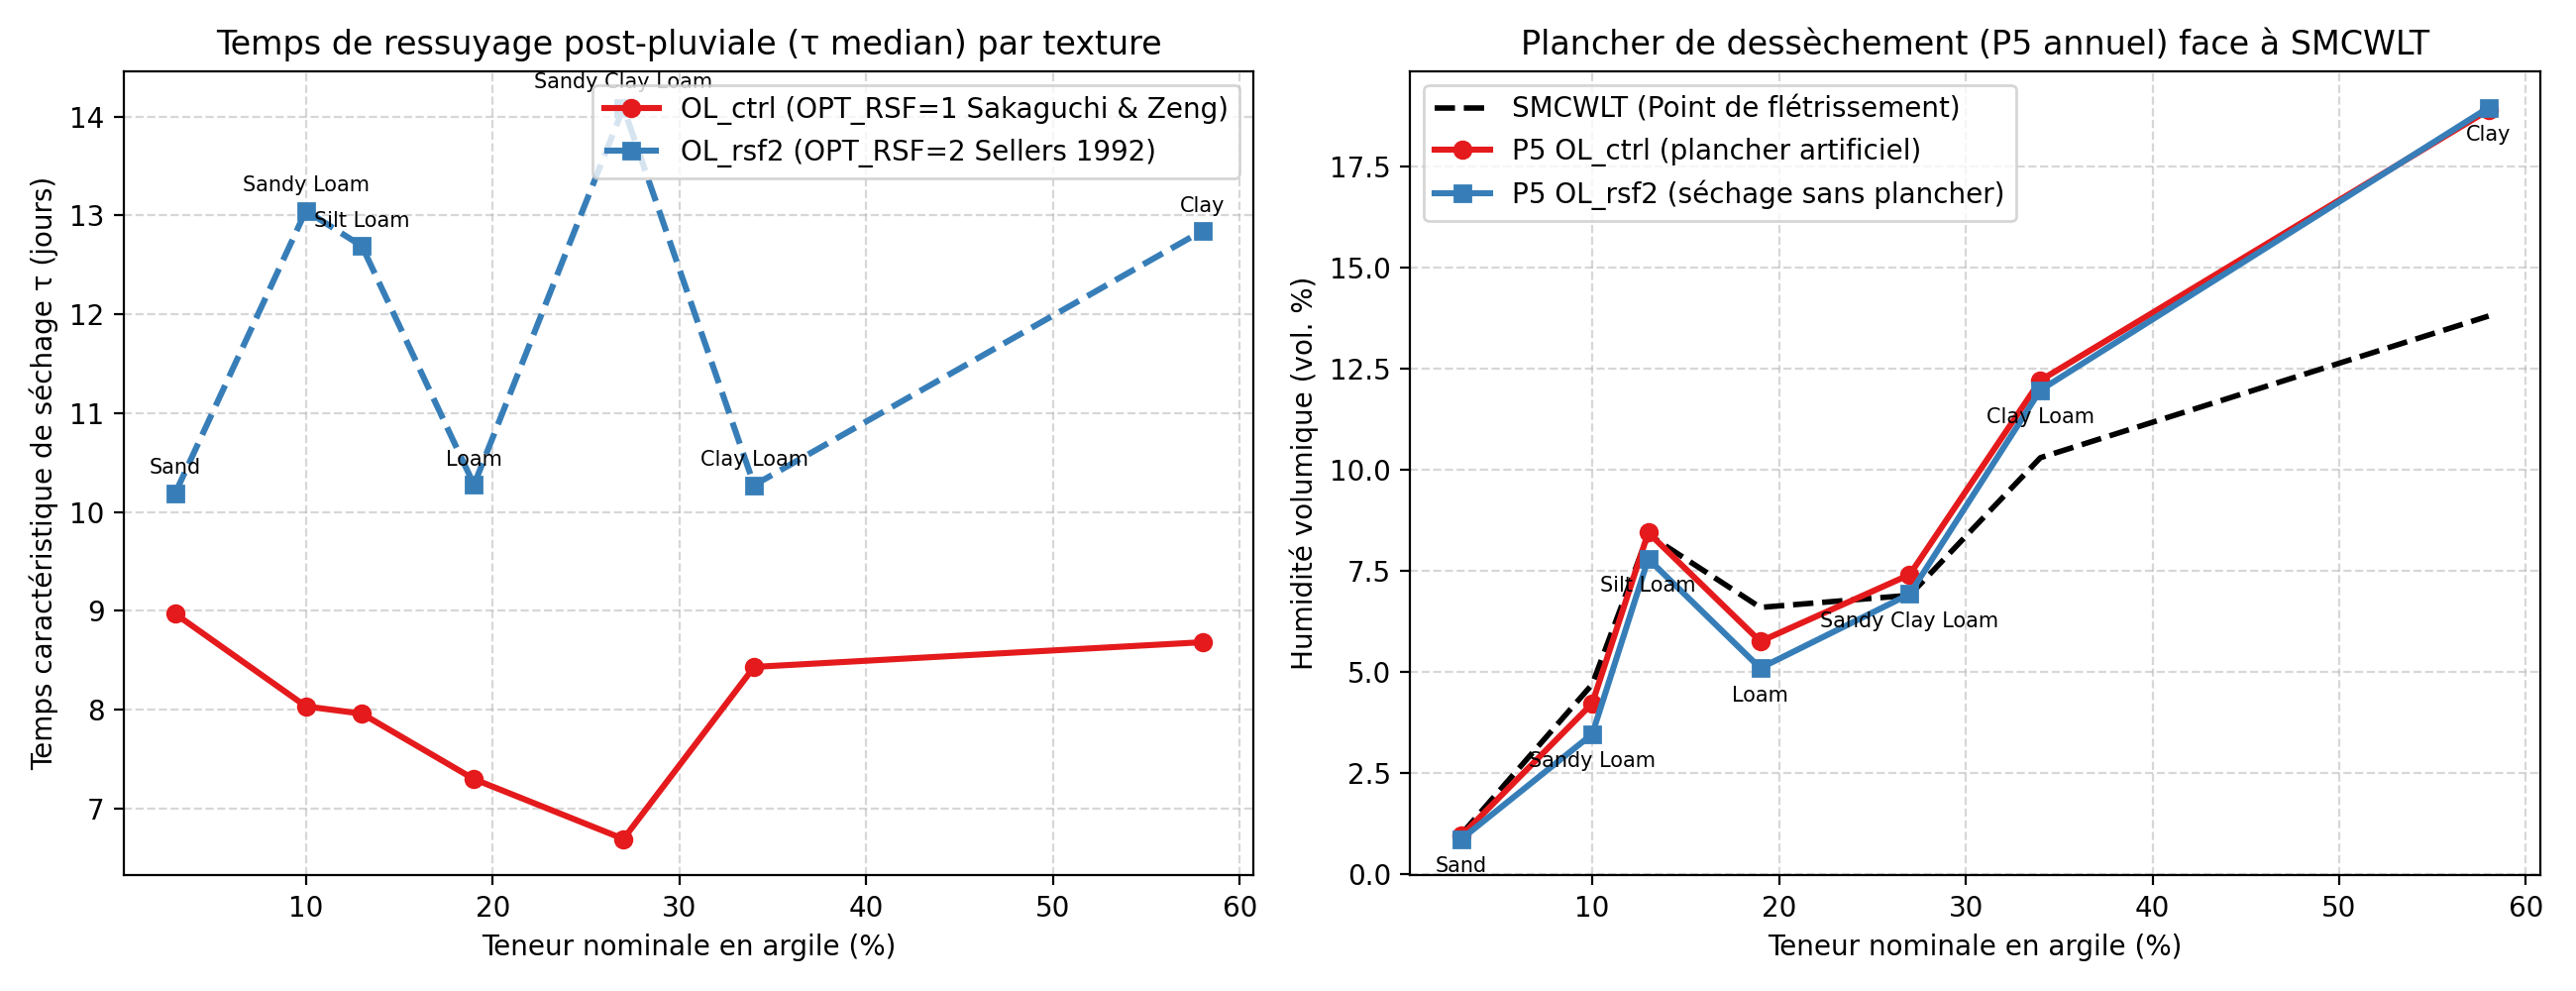 Temps de ressuyage post-pluviale (τ median) par texture
Temps caractéristique de séchage τ (jours)
14
13
12
11
10
9
8
7
Sandy Clay Loam
OL_ctrl (OPT_RSF=1 Sakaguchi & Zeng)
OL_rsf2 (OPT_RSF=2 Sellers 1992)
Sandy Loam
Silt Loam
Clay
Sand
Loam
Clay Loam
10
20
30
40
50
60
Teneur nominale en argile (%)
Plancher de dessèchement (P5 annuel) face à SMCWLT
Humidité volumique (vol. %)
17.5
15.0
12.5
10.0
7.5
5.0
2.5
0.0
SMCWLT (Point de flétrissement)
P5 OL_ctrl (plancher artificiel)
P5 OL_rsf2 (séchage sans plancher)
Clay
Clay Loam
Silt Loam
Sandy Clay Loam
Loam
Sandy Loam
Sand
10
20
30
40
50
60
Teneur nominale en argile (%)